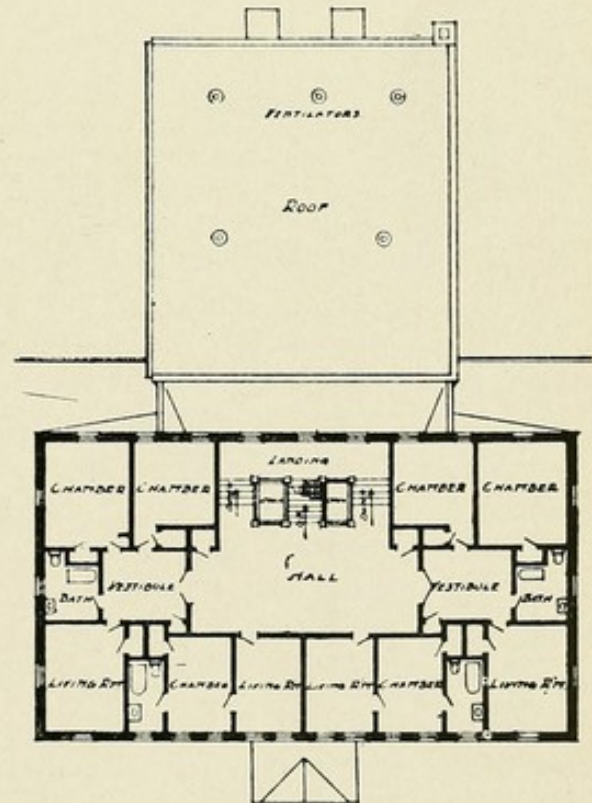 VENTILATORS
ROOF
LANDING
CHAMBER
CHAMBER
CHAMBER
CHAMBER
HALL
VESTIBULE
VESTIBULE
BATH
BATH
LIVING RM
CHAMBER
LIVING RM
LIVING RM
CHAMBER
LIVING RM